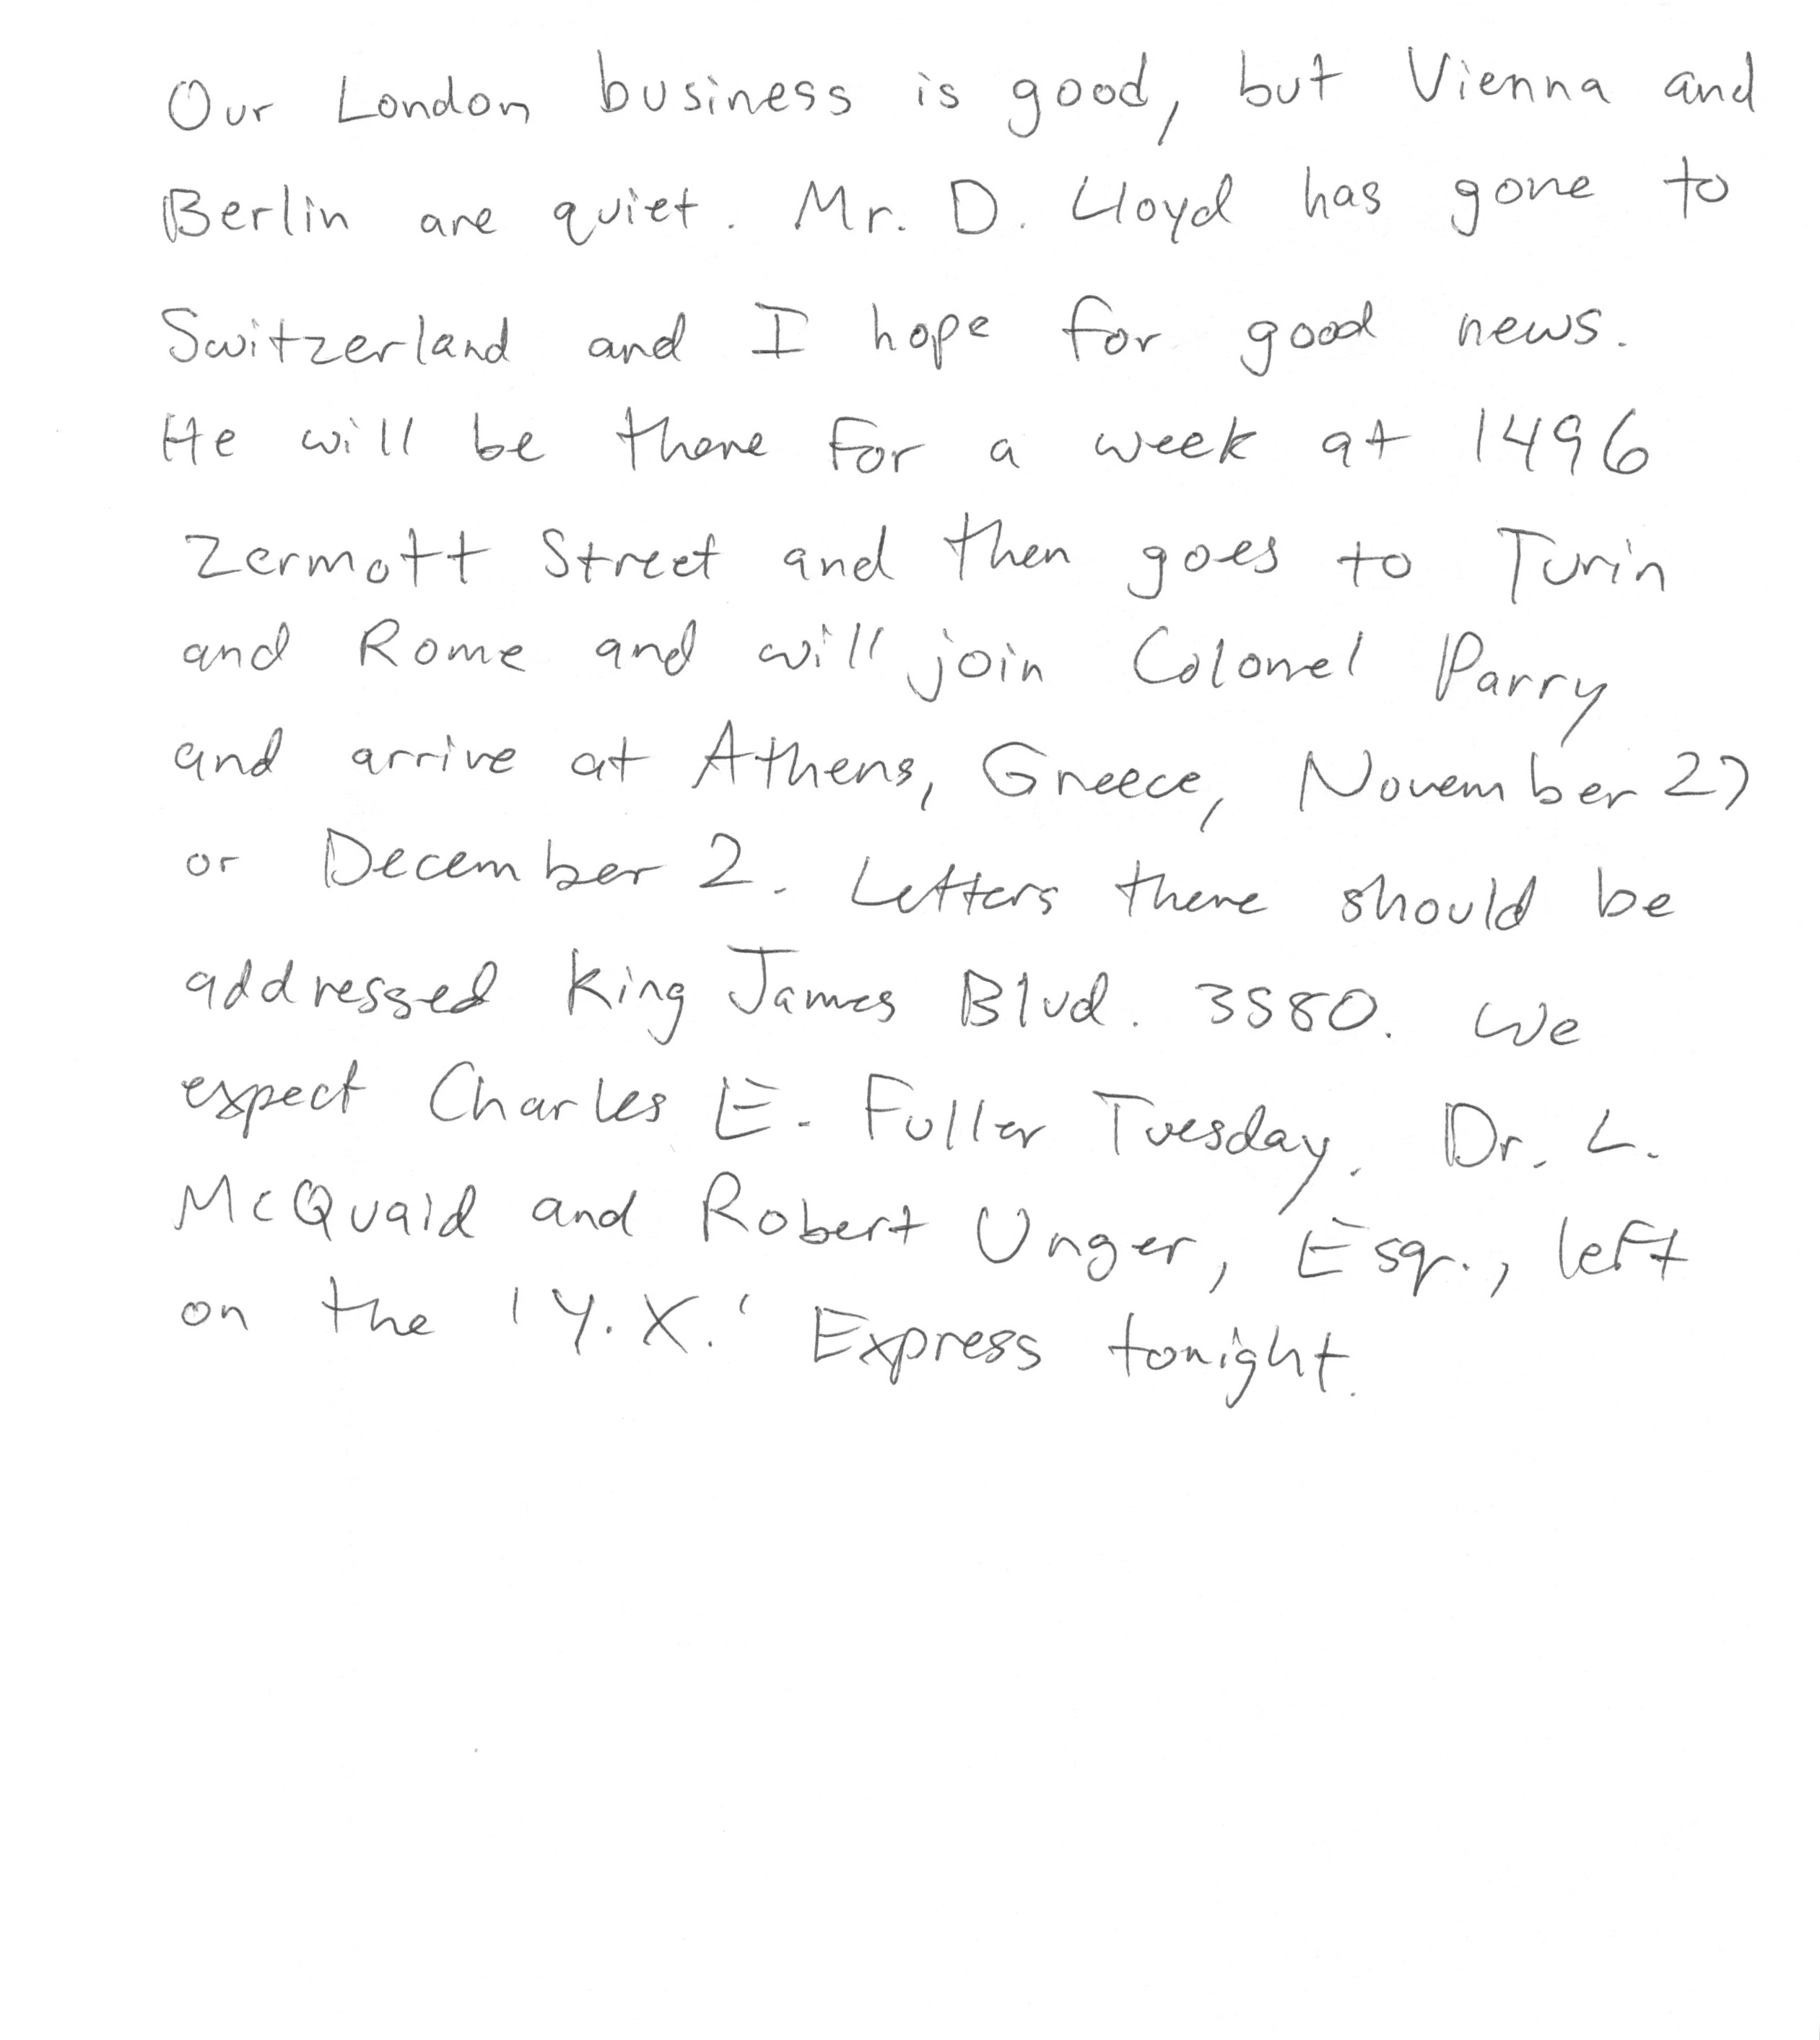 Our London business is good, but Vienna and
Berlin are quiet. Mr. D. Lloyd has gone to
Switzerland and I hope for good news.
He will be there for a week at 1496
Zermott Street and then goes to Turin
and Rome and will join Colonel Parry
and arrive at Athens, Greece, November 27
or December 2. Letters there should be
addressed King James Blvd. 3580. We
expect Charles E. Fuller Tuesday. Dr. L.
McQuaid and Robert Unger, Esq., left
on the 'Y.X.' Express tonight.